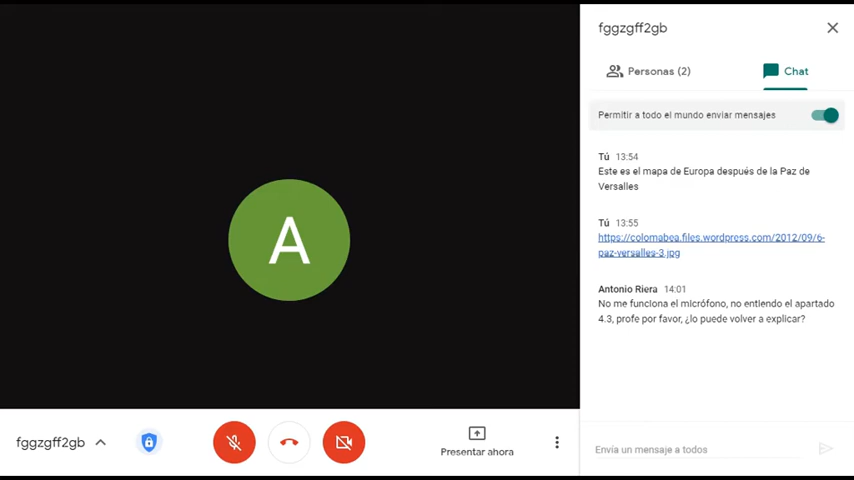 fggzgff2gb
Personas (2)
Chat
Permitir a todo el mundo enviar mensajes
Tú 13:54
Este es el mapa de Europa después de la Paz de
Versalles
Tú 13:55
https://colomabea.files.wordpress.com/2012/09/6-
paz-versalles-3.jpg
Antonio Riera 14:01
No me funciona el micrófono, no entiendo el apartado
4.3, profe por favor, ¿lo puede volver a explicar?
A
fggzgff2gb
Presentar ahora
Envía un mensaje a todos